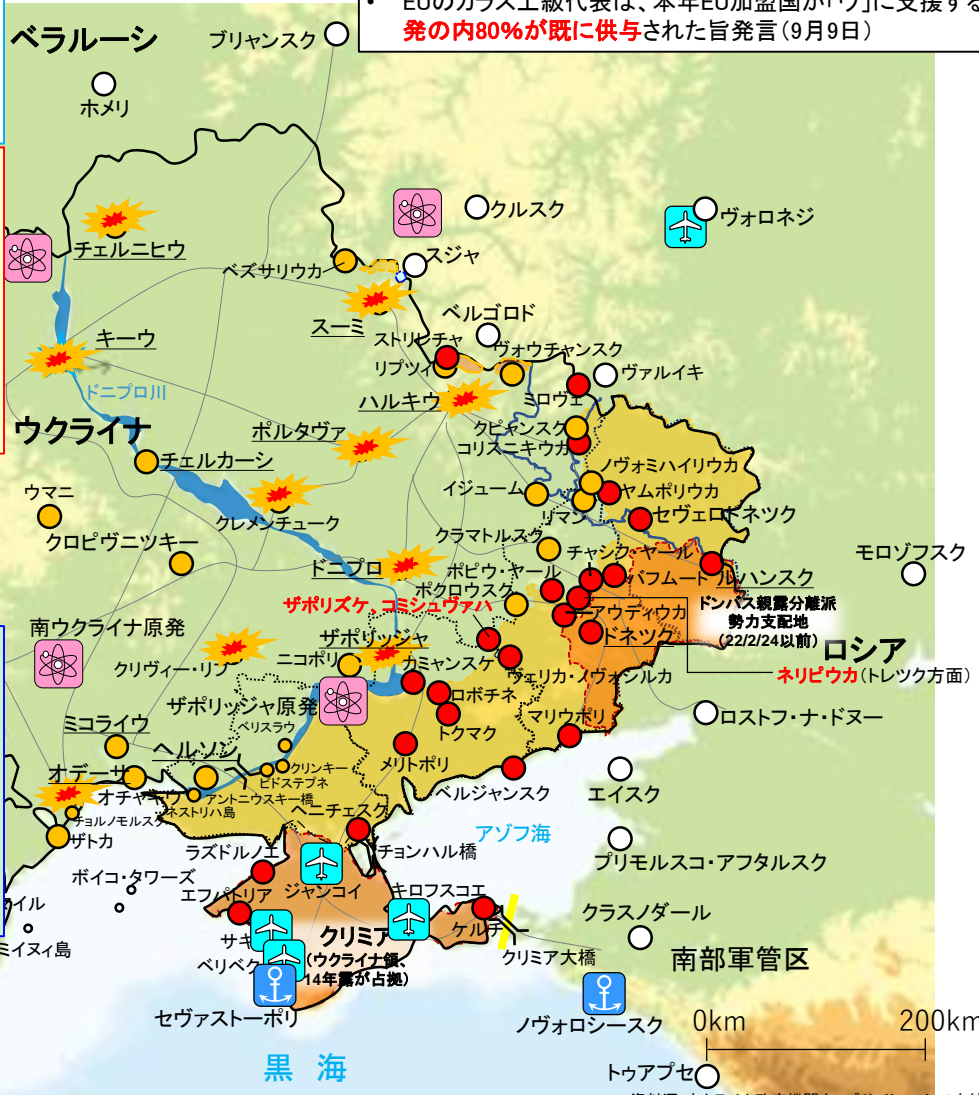 EUのカラス上級代表は、本年EU加盟国が「ウ」に支援する
発の内80%が既に供与された旨発言(9月9日)
ベラルーシ
ブリャンスク
ホメリ
クルスク
ヴォロネジ
チェルニヒウ
スジャ
ベズサリウカ
スーミ
ベルゴロド
ストリレチャ
ヴォウチャンスク
キーウ
リプツィ
ヴァルイキ
ドニプロ川
ハルキウ
ミロヴェ
ウクライナ
ポルタヴァ
クピャンスク
コリスニキウカ
チェルカーシ
ノヴォミハイリウカ
ウマニ
イジューム
ヤムポリウカ
リマン
クレメンチューク
セヴェロドネツク
クロピヴニツキー
クラマトルスク
チャシフ・ヤール
モロゾフスク
ドニプロ
ポピウ・ヤール
バフムート
ルハンスク
ポクロウスク
ザポリズケ、コミシュヴァハ
アウディウカ
ドンバス親露分離派
勢力支配地
(22/2/24以前)
南ウクライナ原発
ザポリッジャ
ドネツク
ロシア
クリヴィー・リフ
ニコポリ
カミャンスケ
ヴェリカ・ノヴォシルカ
ネリピウカ(トレツク方面)
ザポリッジャ原発
ロボチネ
ベリスラウ
マリウポリ
ロストフ・ナ・ドヌー
ミコライウ
トクマク
ヘルソン
メリトポリ
オデーサ
クリンキー
ビドステプネ
オチャキウ
アントニウスキー橋
ベルジャンスク
エイスク
ネストリハ島
ヘニチェスク
チョルノモルスク
アゾフ海
ザトカ
ラズドルノエ
チョンハル橋
プリモルスコ・アフタルスク
ボイコ・タワーズ
エフパトリア
ジャンコイ
キロフスコエ
イル
クラスノダール
サキ
クリミア
ケルチ
ミイヌィ島
ベリベク
(ウクライナ領、
14年露が占拠)
クリミア大橋
南部軍管区
セヴァストーポリ
ノヴォロシースク
0km
200km
黒 海
トゥアプセ